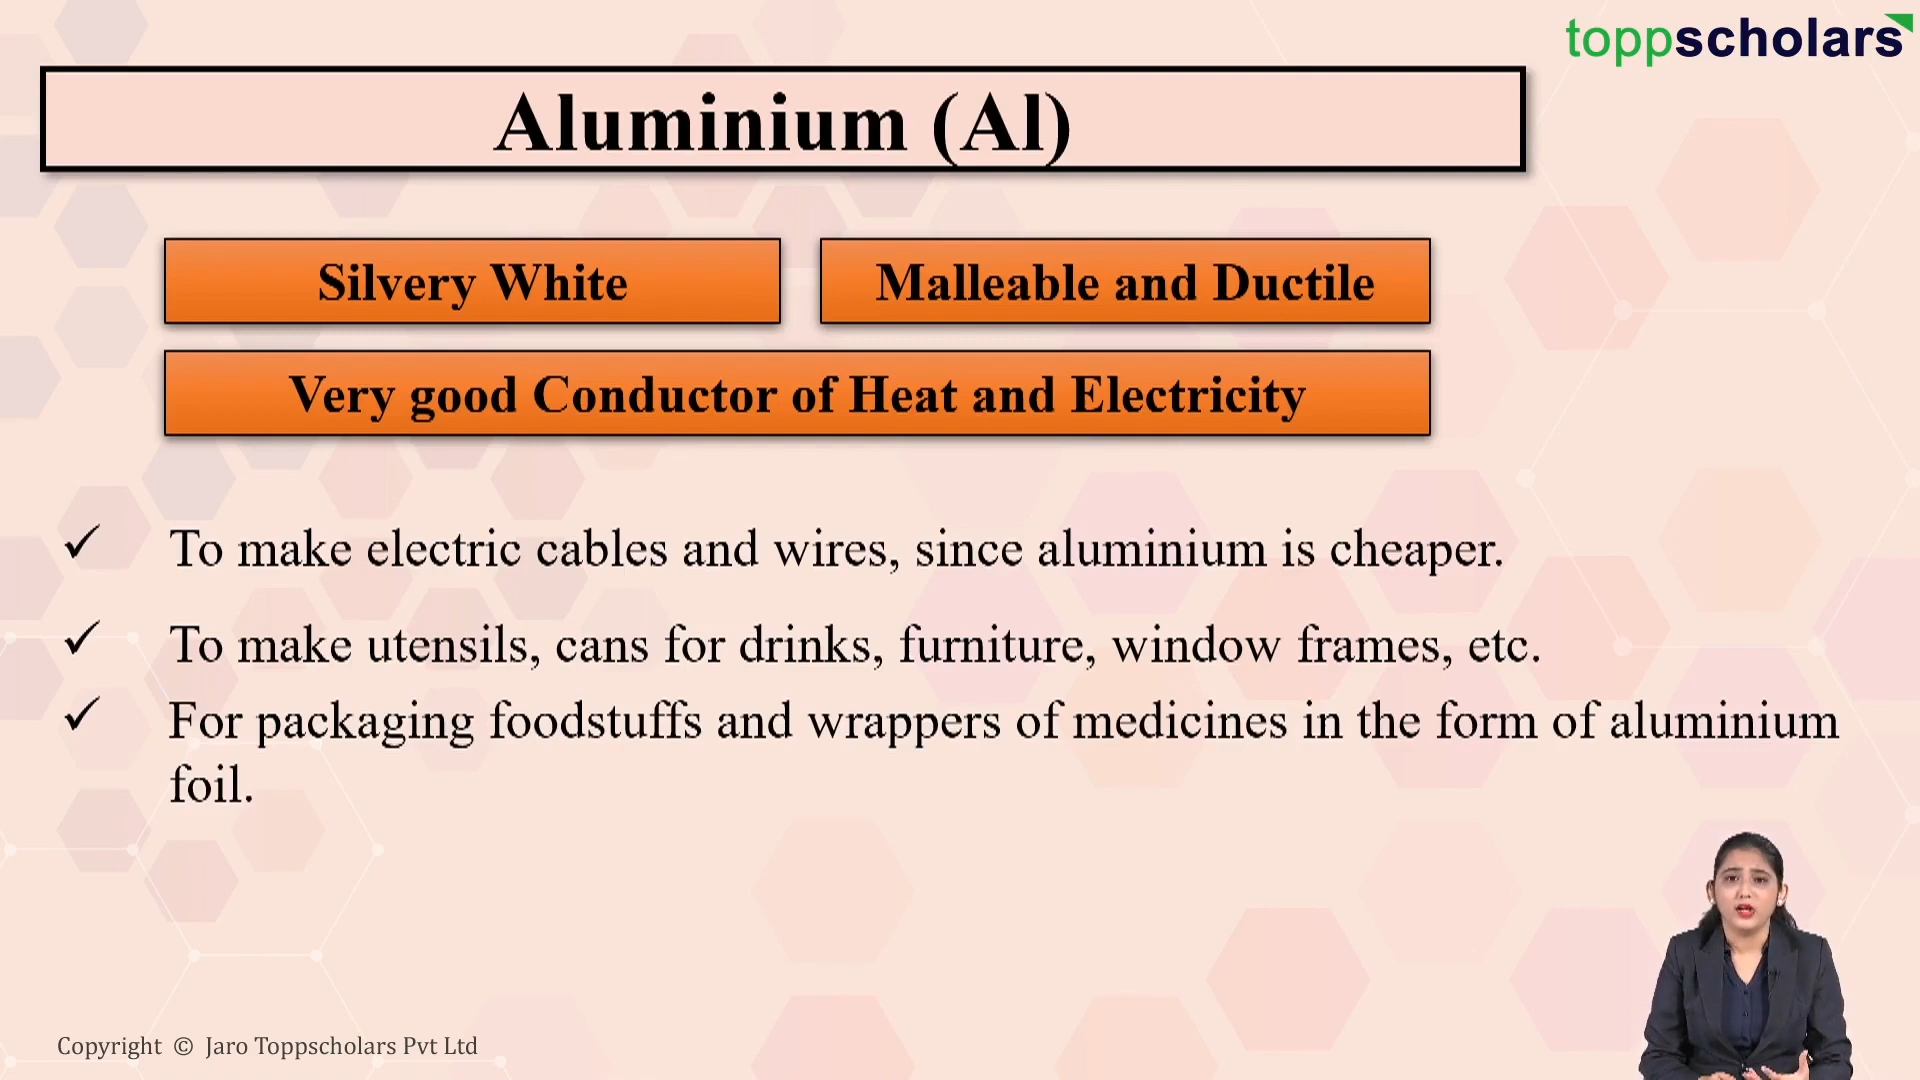 toppscholars
Aluminium (Al)
Silvery White
Malleable and Ductile
Very good Conductor of Heat and Electricity
✓ To make electric cables and wires, since aluminium is cheaper.
✓ To make utensils, cans for drinks, furniture, window frames, etc.
✓ For packaging foodstuffs and wrappers of medicines in the form of aluminium
foil.
Copyright © Jaro Toppscholars Pvt Ltd